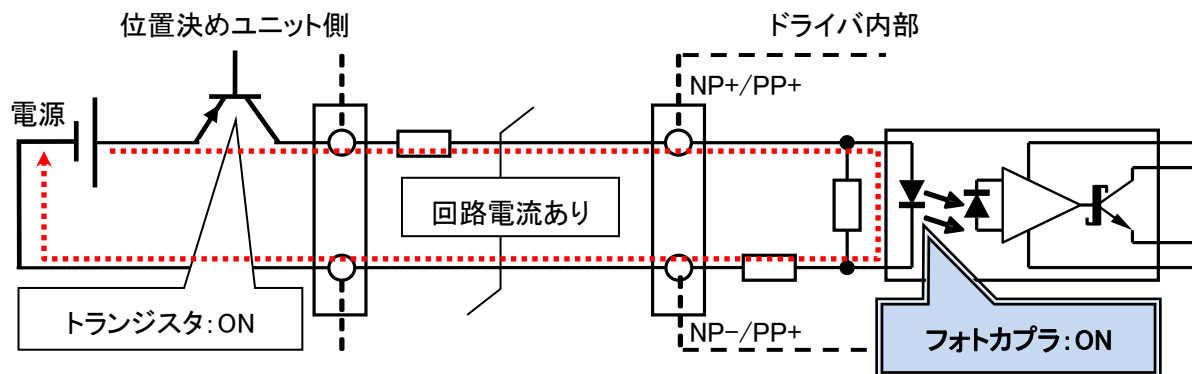 位置決めユニット側
ドライバ内部
電源
NP+/PP+
回路電流あり
トランジスタ:ON
NP-/PP+
フォトカプラ:ON